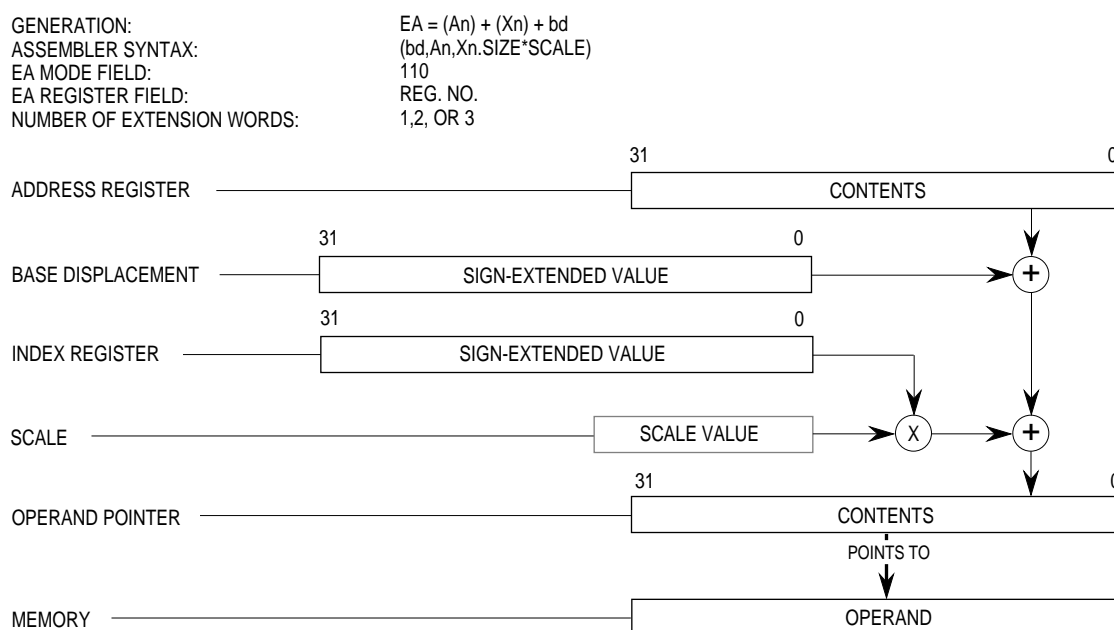 GENERATION: EA = (An) + (Xn) + bd
ASSEMBLER SYNTAX: (bd,An,Xn.SIZE*SCALE)
EA MODE FIELD: 110
EA REGISTER FIELD: REG. NO.
NUMBER OF EXTENSION WORDS: 1,2, OR 3
31 0
ADDRESS REGISTER CONTENTS
31 0
BASE DISPLACEMENT SIGN-EXTENDED VALUE +
31 0
INDEX REGISTER SIGN-EXTENDED VALUE
SCALE SCALE VALUE X +
31 0
OPERAND POINTER CONTENTS
POINTS TO
MEMORY OPERAND